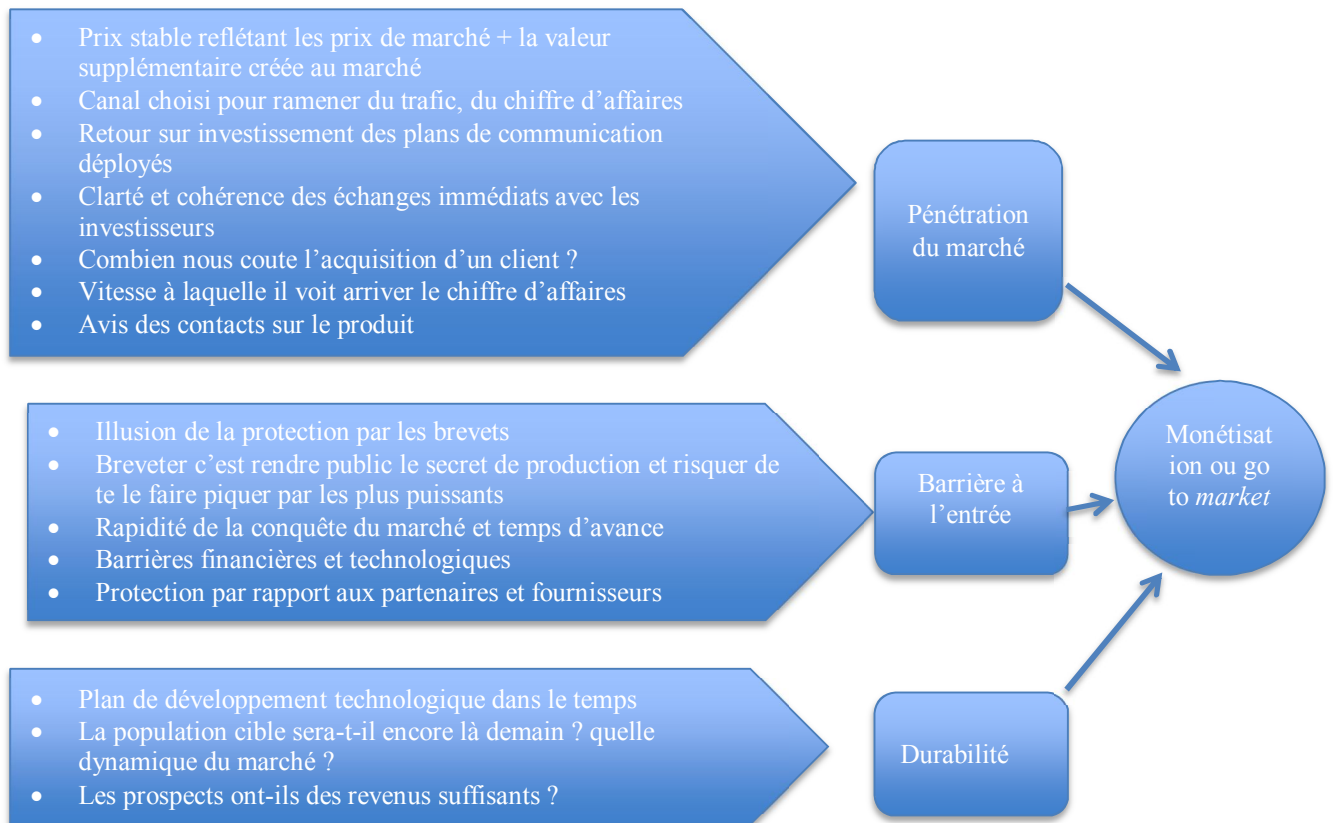 • Prix stable reflétant les prix de marché + la valeur
supplémentaire créée au marché
• Canal choisi pour ramener du trafic, du chiffre d’affaires
• Retour sur investissement des plans de communication
déployés
• Clarté et cohérence des échanges immédiats avec les
investisseurs
• Combien nous coute l’acquisition d’un client ?
• Vitesse à laquelle il voit arriver le chiffre d’affaires
• Avis des contacts sur le produit
Pénétration
du marché
• Illusion de la protection par les brevets
• Breveter c’est rendre public le secret de production et risquer de
te le faire piquer par les plus puissants
• Rapidité de la conquête du marché et temps d’avance
• Barrières financières et technologiques
• Protection par rapport aux partenaires et fournisseurs
Barrière à
l’entrée
Monétisat
ion ou go
to market
• Plan de développement technologique dans le temps
• La population cible sera-t-il encore là demain ? quelle
dynamique du marché ?
• Les prospects ont-ils des revenus suffisants ?
Durabilité